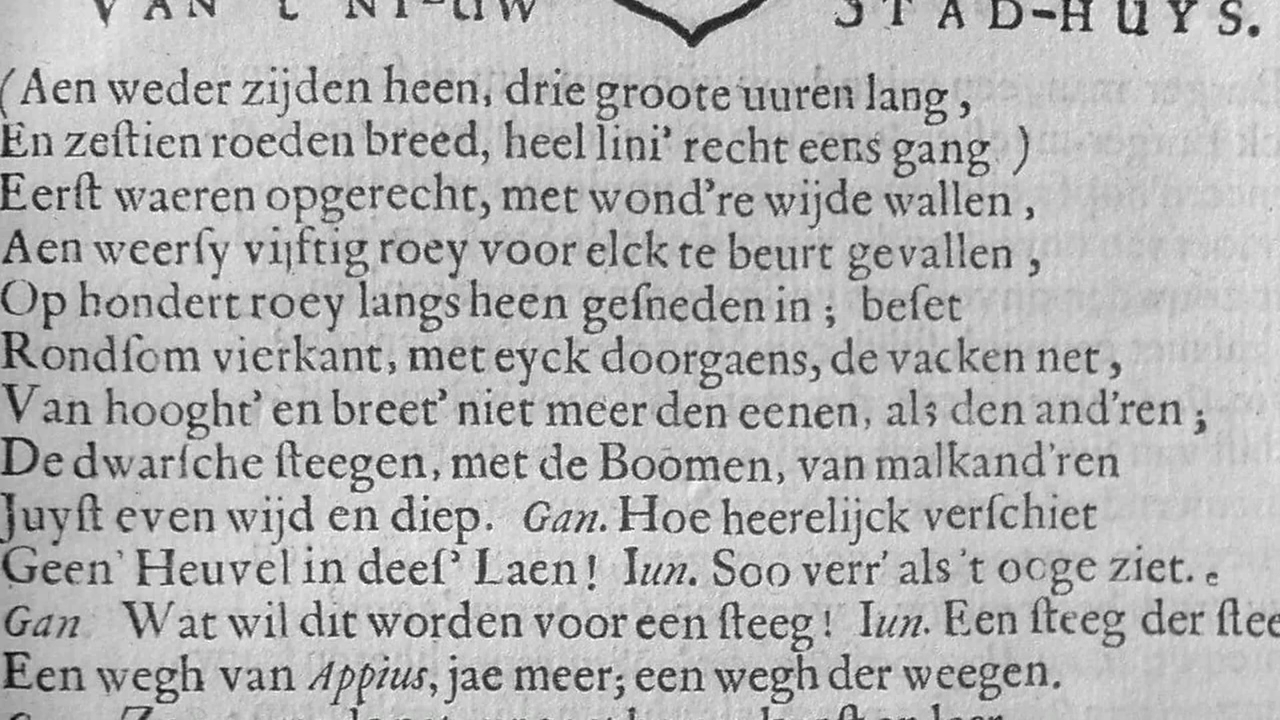 VAN 't NIEUW STAD-HUYS.
(Aen weder zijden heen, drie groote uuren lang,
En zeſtien roeden breed, heel lini’ recht eens gang )
Eerſt waeren opgerecht, met wond’re wijde wallen,
Aen weerſy vijftig roey voor elck te beurt gevallen,
Op hondert roey langs heen geſneden in; beſet
Rondſom vierkant, met eyck doorgaens, de vacken net,
Van hooght’ en breet’ niet meer den eenen, als den and’ren;
De dwarſche ſteegen, met de Boomen, van malkand’ren
Juyſt even wijd en diep. Gan. Hoe heerelijck verſchiet
Geen’ Heuvel in deeſ’ Laen! Iun. Soo verr’ als ’t ooge ziet. e
Gan Wat wil dit worden voor een ſteeg! Iun. Een ſteeg der ſtee
Een wegh van Appius, jae meer; een wegh der weegen.